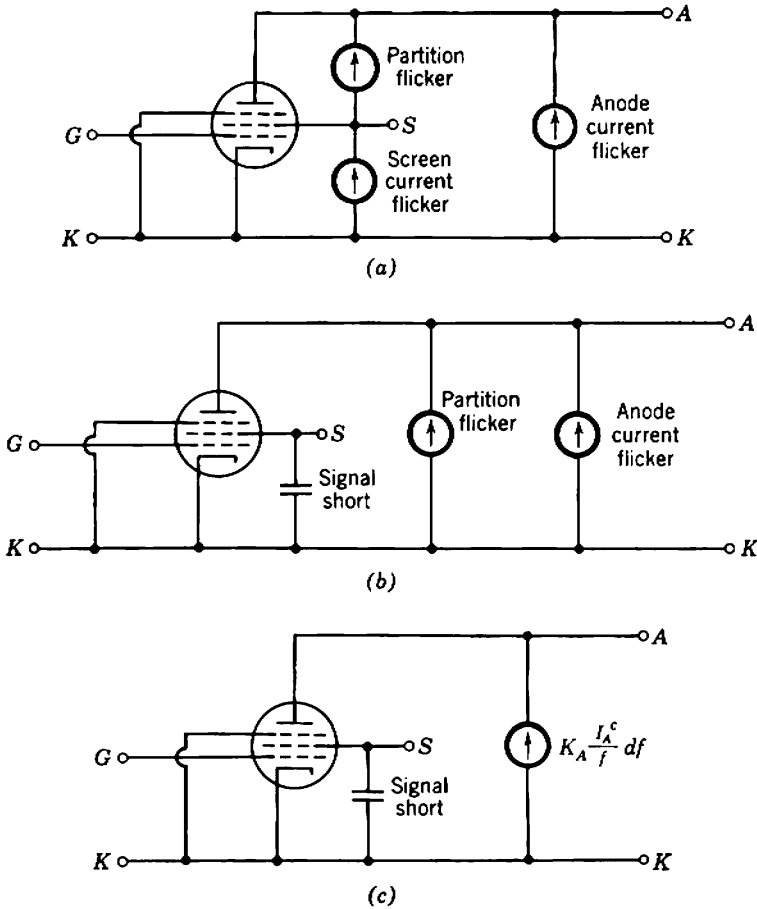 A
Partition
flicker
Anode
current
flicker
G
S
Screen
current
flicker
K
K
(a)
A
Partition
flicker
Anode
current
flicker
G
S
Signal
short
K
K
(b)
A
G
S
K_A I_A^c/f df
Signal
short
K
K
(c)